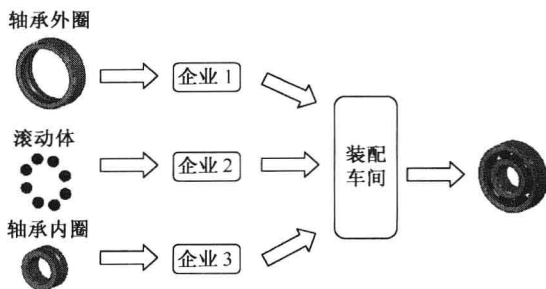 轴承外圈
企业 1
滚动体
企业 2
装配
车间
轴承内圈
企业 3